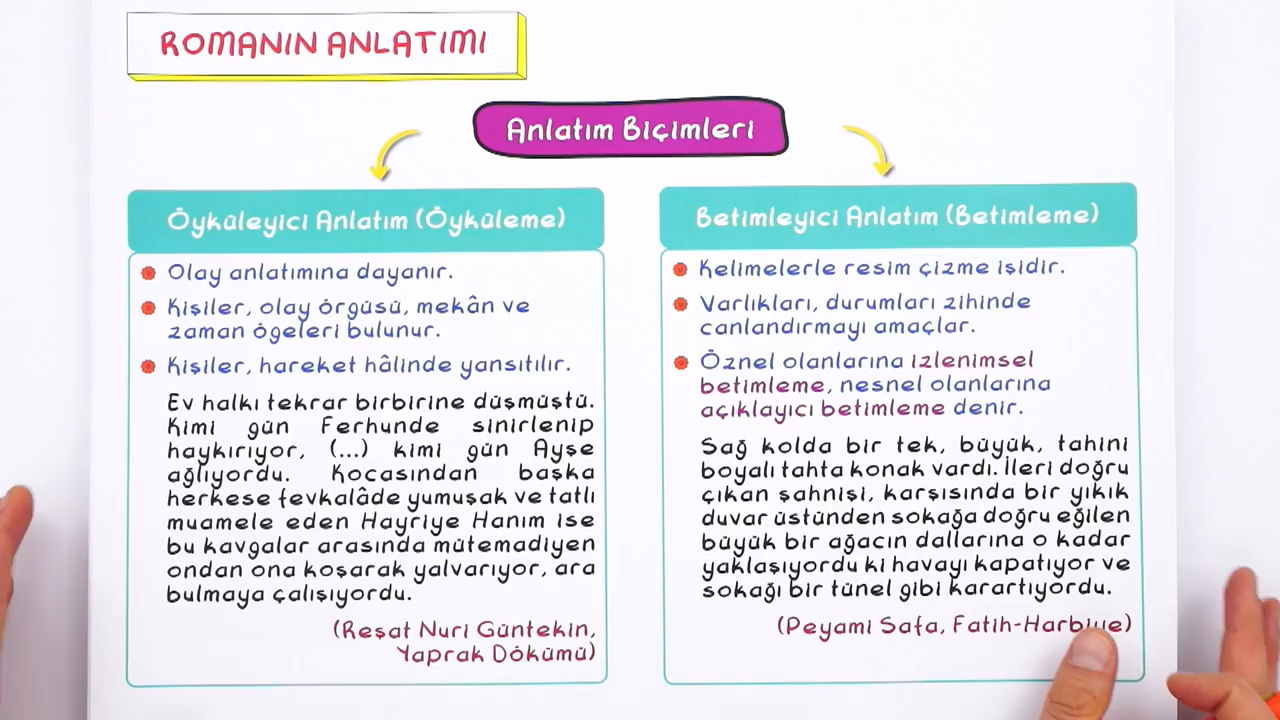 ROMANIN ANLATIMI
Anlatım Biçimleri
Öyküleyici Anlatım (Öyküleme)
Olay anlatımına dayanır.
Kişiler, olay örgüsü, mekân ve
zaman ögeleri bulunur.
Kişiler, hareket hâlinde yansıtılır.
Ev halkı tekrar birbirine düşmüştü.
Kimi gün Ferhunde sinirlenip
haykırıyor, (...) kimi gün Ayşe
ağlıyordu. Kocasından başka
herkese fevkalâde yumuşak ve tatlı
muamele eden Hayriye Hanım ise
bu kavgalar arasında mütemadiyen
ondan ona koşarak yalvarıyor, ara
bulmaya çalışıyordu.
(Reşat Nuri Güntekin,
Yaprak Dökümü)
Betimleyici Anlatım (Betimleme)
Kelimelerle resim çizme işidir.
Varlıkları, durumları zihinde
canlandırmayı amaçlar.
Öznel olanlarına izlenimsel
betimleme, nesnel olanlarına
açıklayıcı betimleme denir.
Sağ kolda bir tek, büyük, tahini
boyalı tahta konak vardı. İleri doğru
çıkan şahnişi, karşısında bir yıkık
duvar üstünden sokağa doğru eğilen
büyük bir ağacın dallarına o kadar
yaklaşıyordu ki havayı kapatıyor ve
sokağı bir tünel gibi karartıyordu.
(Peyami Safa, Fatih-Harbiye)